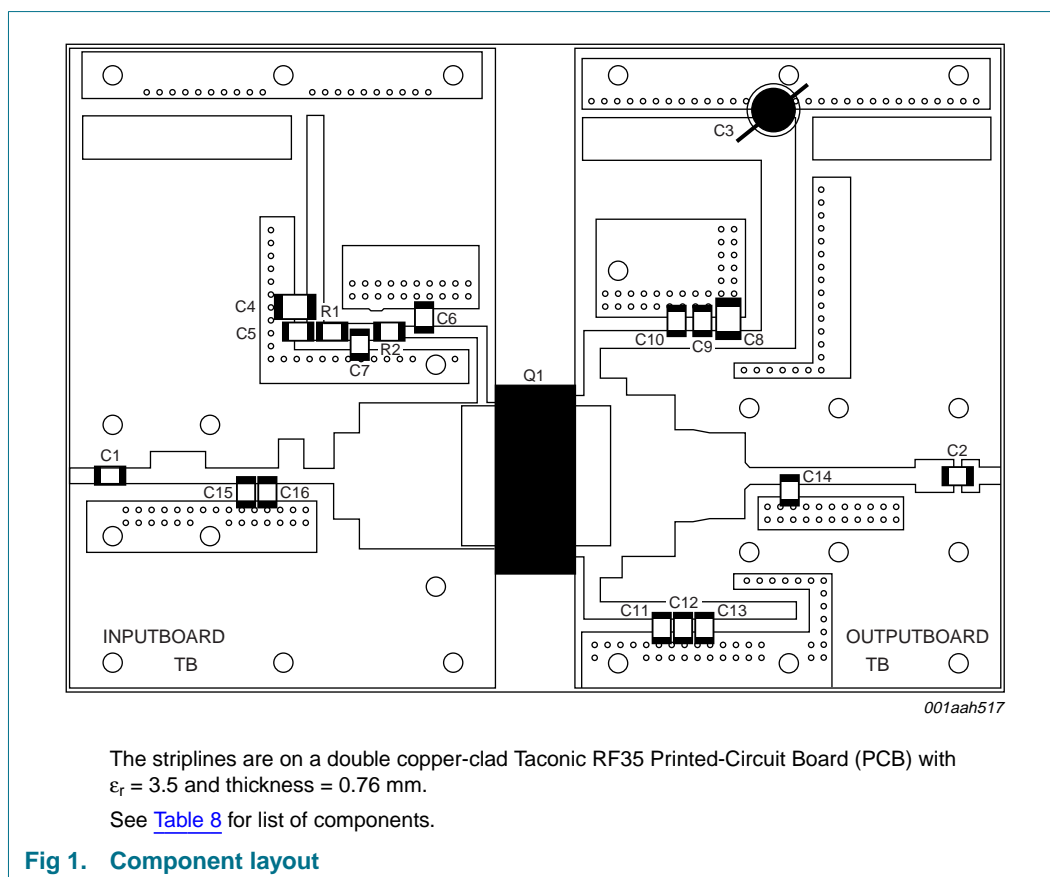 C3
C4
R1
C5
C6
C7
R2
C10
C9
C8
Q1
C1
C2
C15
C16
C14
C11
C12
C13
INPUTBOARD
TB
OUTPUTBOARD
TB
001aah517
The striplines are on a double copper-clad Taconic RF35 Printed-Circuit Board (PCB) with
εr = 3.5 and thickness = 0.76 mm.
See Table 8 for list of components.
Fig 1. Component layout